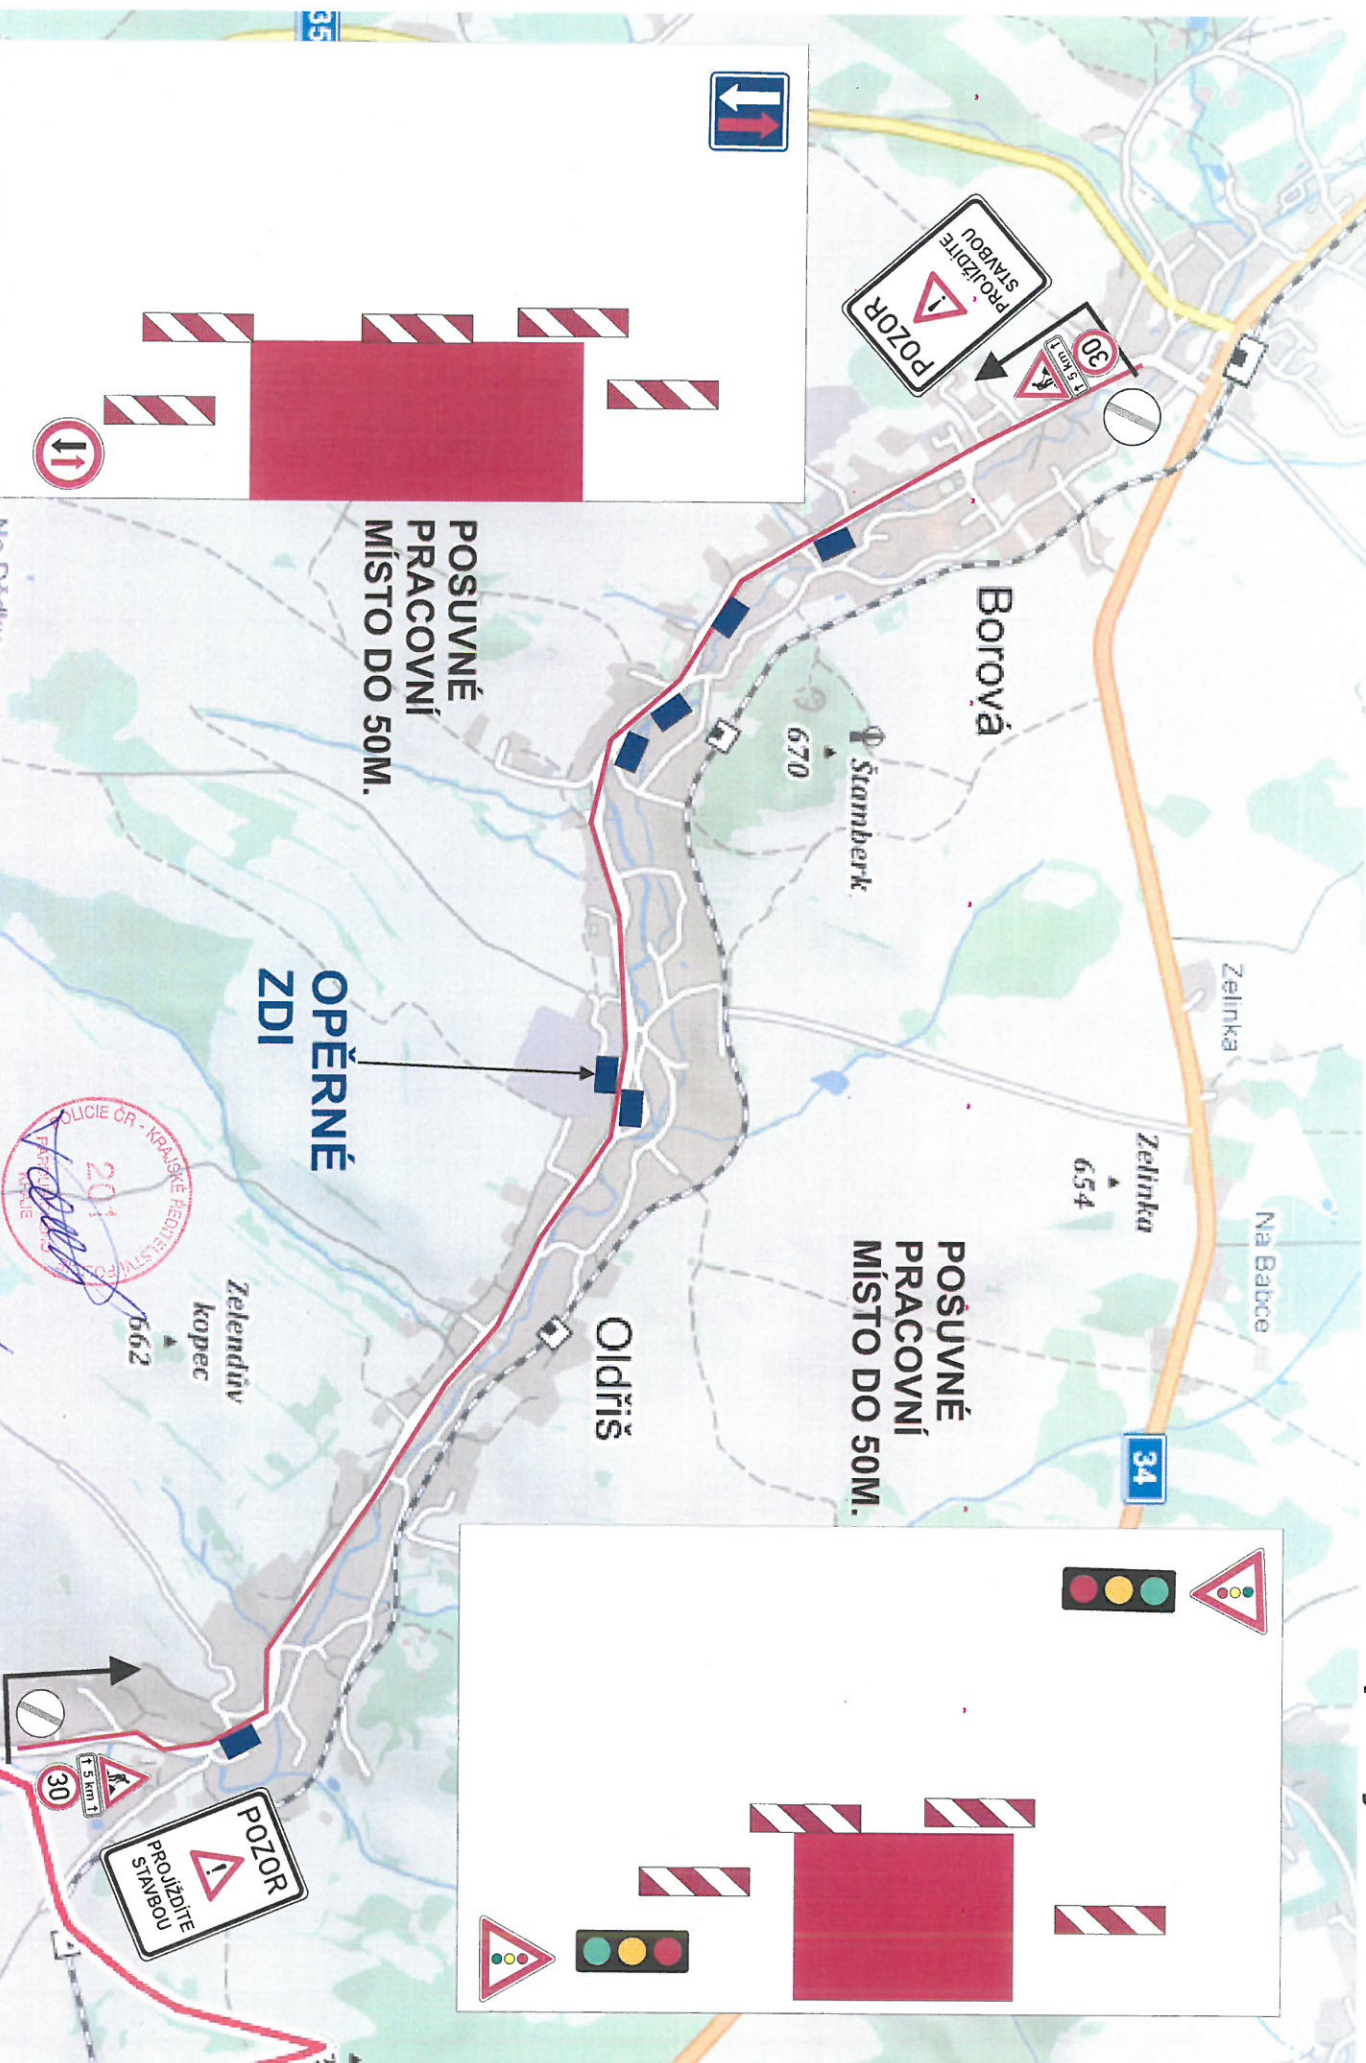 35
POZOR
PROJÍŽDÍTE
STAVBOU
30
↑ 5 km ↑
Borová
Štamberk
670
POSUVNÉ
PRACOVNÍ
MÍSTO DO 50M.
Zelinka
Zelinka
654
Na Babce
34
OPĚRNÉ
ZDI
POSUVNÉ
PRACOVNÍ
MÍSTO DO 50M.
Oldřiš
Zelendův
kopec
662
POLICIE ČR - KRAJSKÉ ŘEDITELSTVÍ
201
KRAJE
↑ 5 km ↑
30
POZOR
PROJÍŽDÍTE
STAVBOU